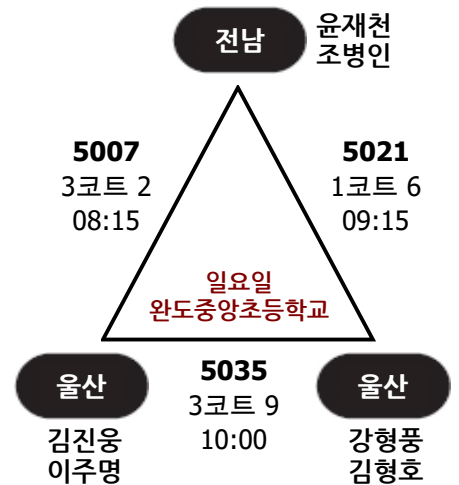 전남
윤재천
조병인
5007
3코트 2
08:15
5021
1코트 6
09:15
일요일
완도중앙초등학교
울산
김진웅
이주명
5035
3코트 9
10:00
울산
강형풍
김형호